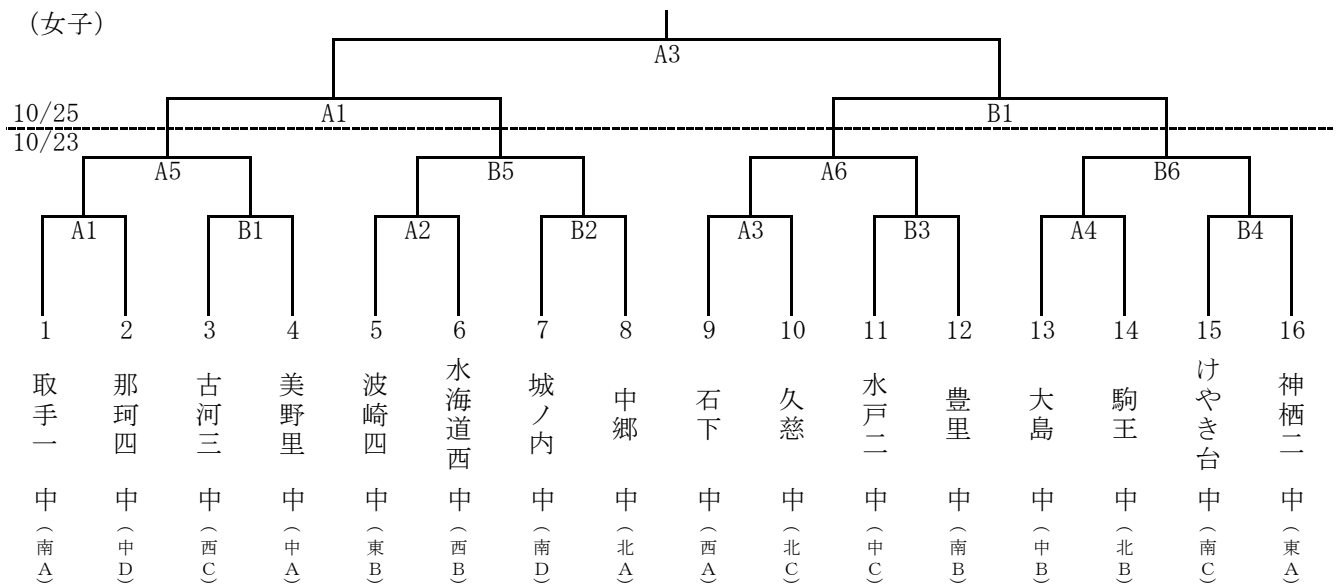 (女子)
A3
10/25
A1
B1
10/23
A5
B5
A6
B6
A1
B1
A2
B2
A3
B3
A4
B4
1
2
3
4
5
6
7
8
9
10
11
12
13
14
15
16
取手一中(南A)
那珂四中(中D)
古河三中(西C)
美野里中(中A)
波崎四中(東B)
水海道西中(西B)
城ノ内中(南D)
中郷中(北A)
石下中(西A)
久慈中(北C)
水戸二中(中C)
豊里中(南B)
大島中(中B)
駒王中(北B)
けやき台中(南C)
神栖二中(東A)